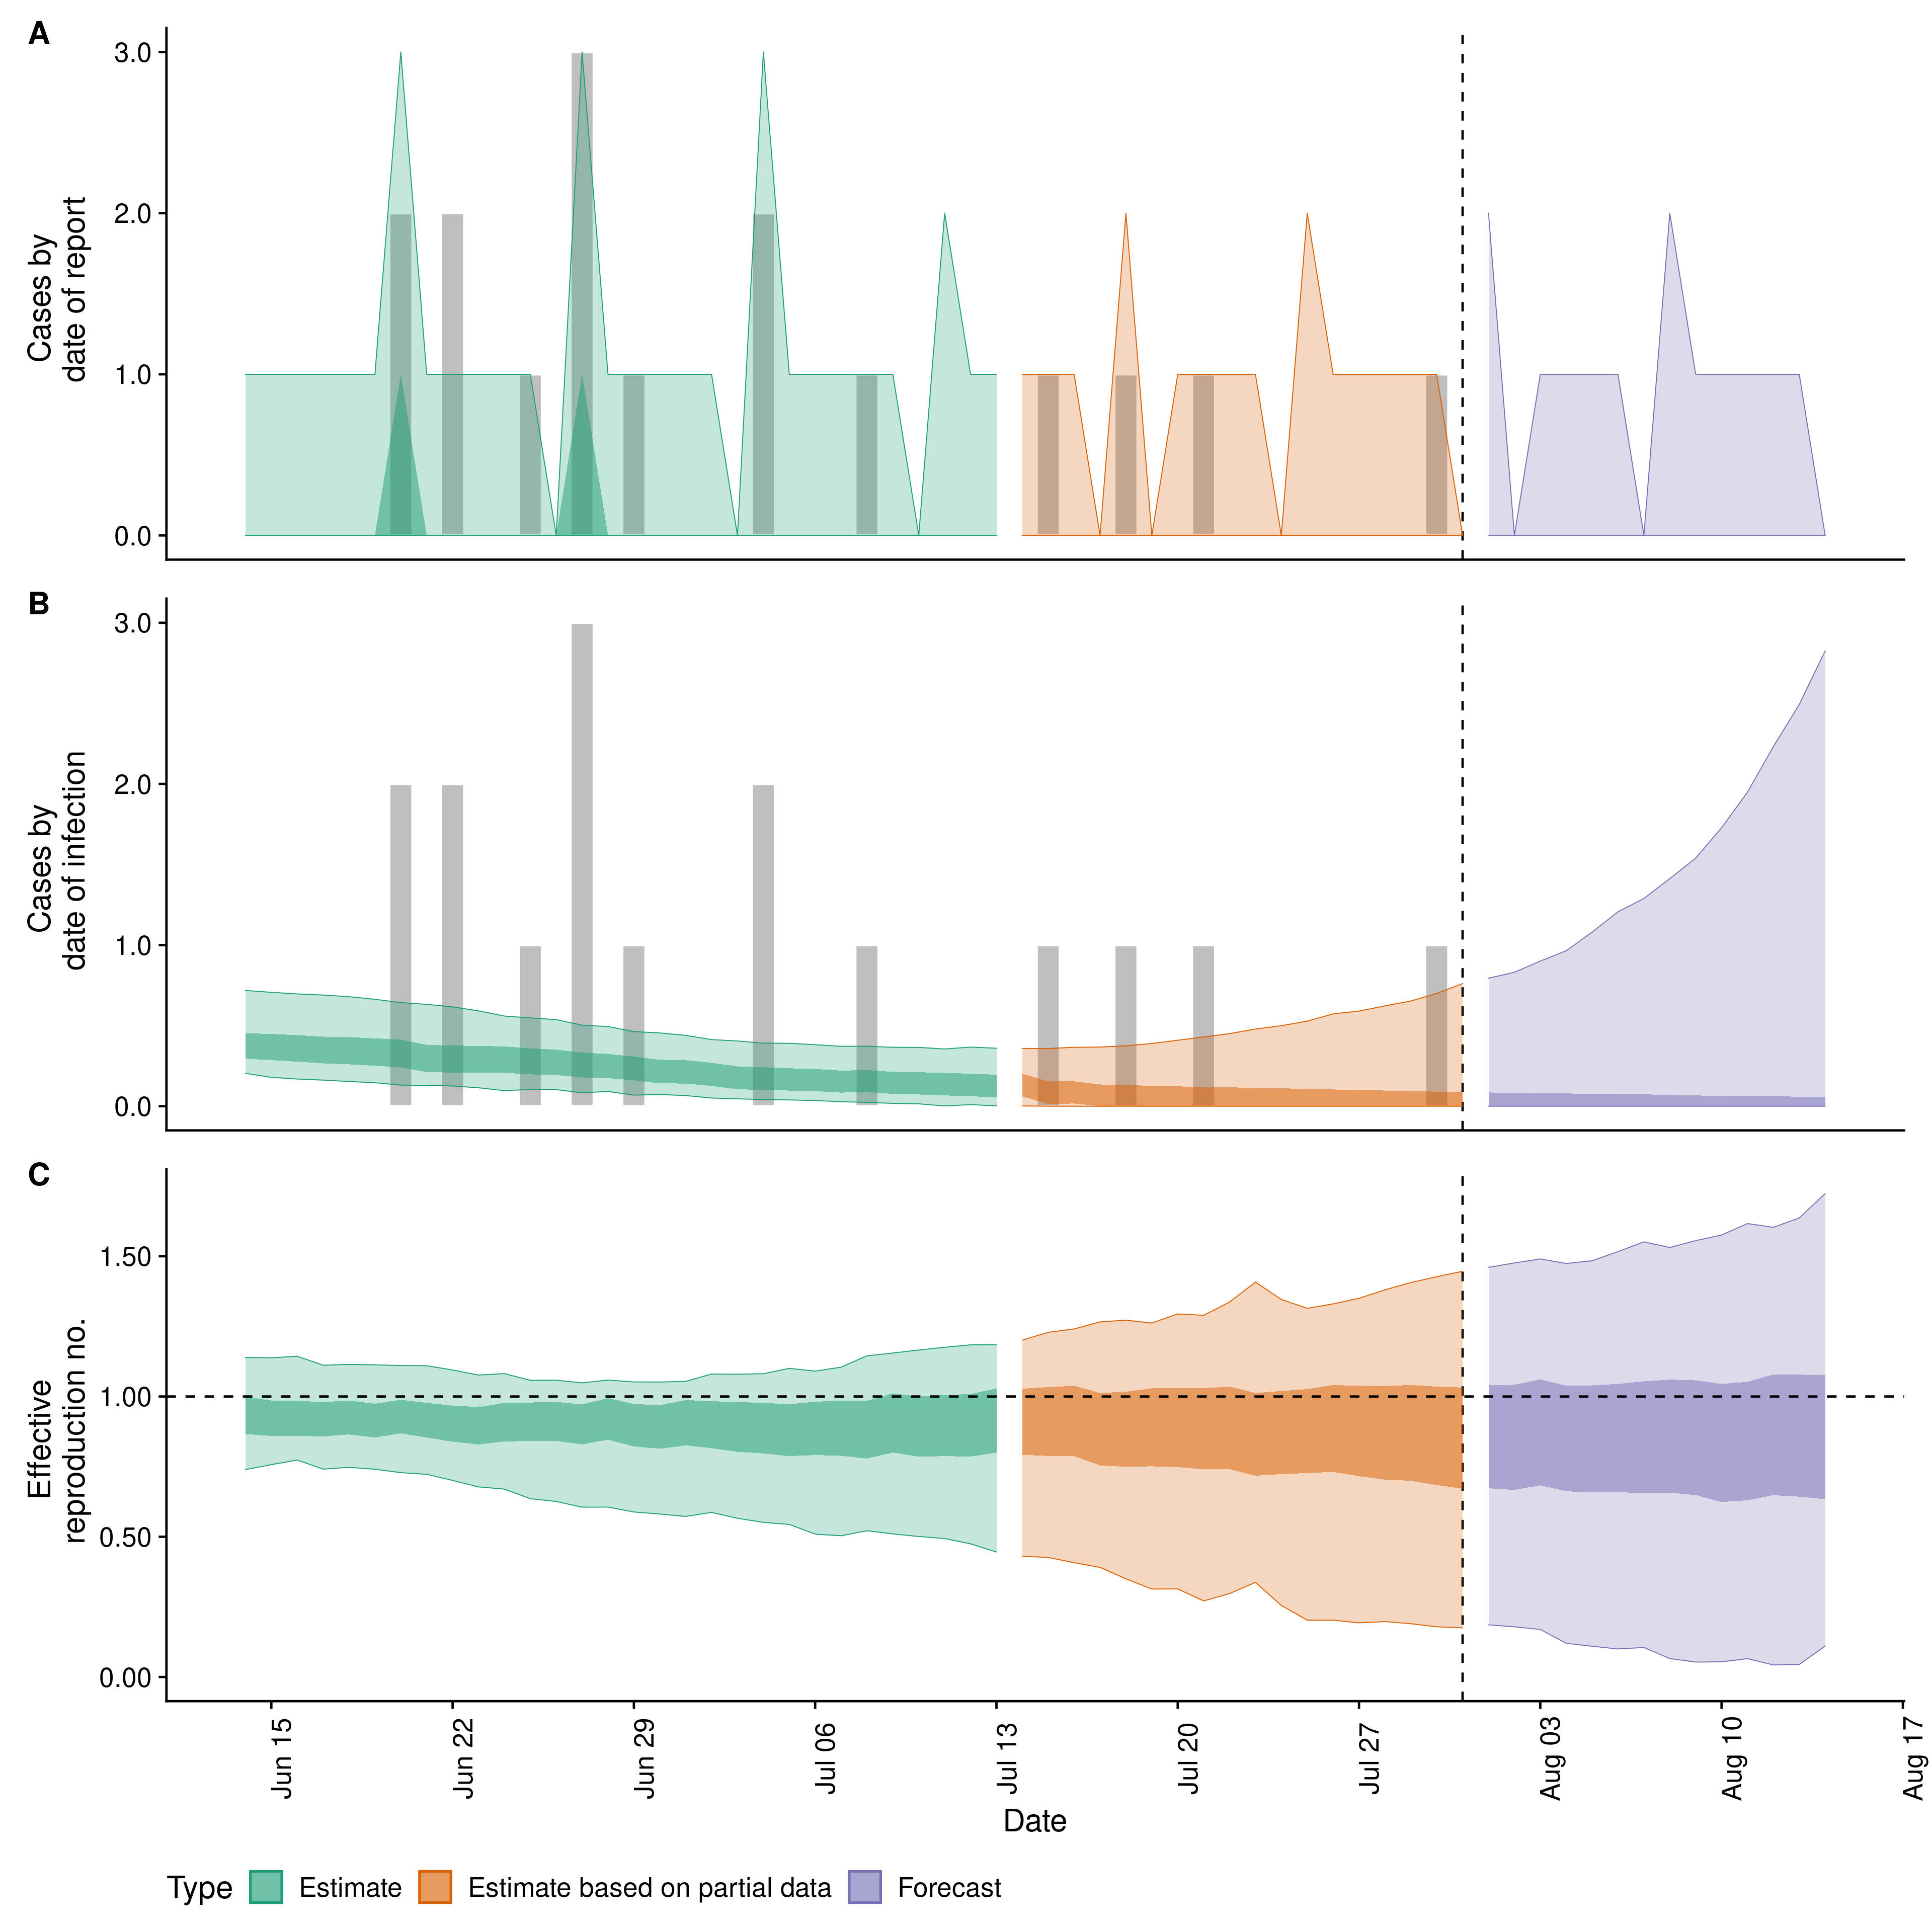 A
3.0
2.0
1.0
0.0
Cases by
date of report
B
3.0
2.0
1.0
0.0
Cases by
date of infection
C
1.50
1.00
0.50
0.00
Effective
reproduction no.
Jun 15
Jun 22
Jun 29
Jul 06
Jul 13
Jul 20
Jul 27
Aug 03
Aug 10
Aug 17
Date
Type Estimate Estimate based on partial data Forecast